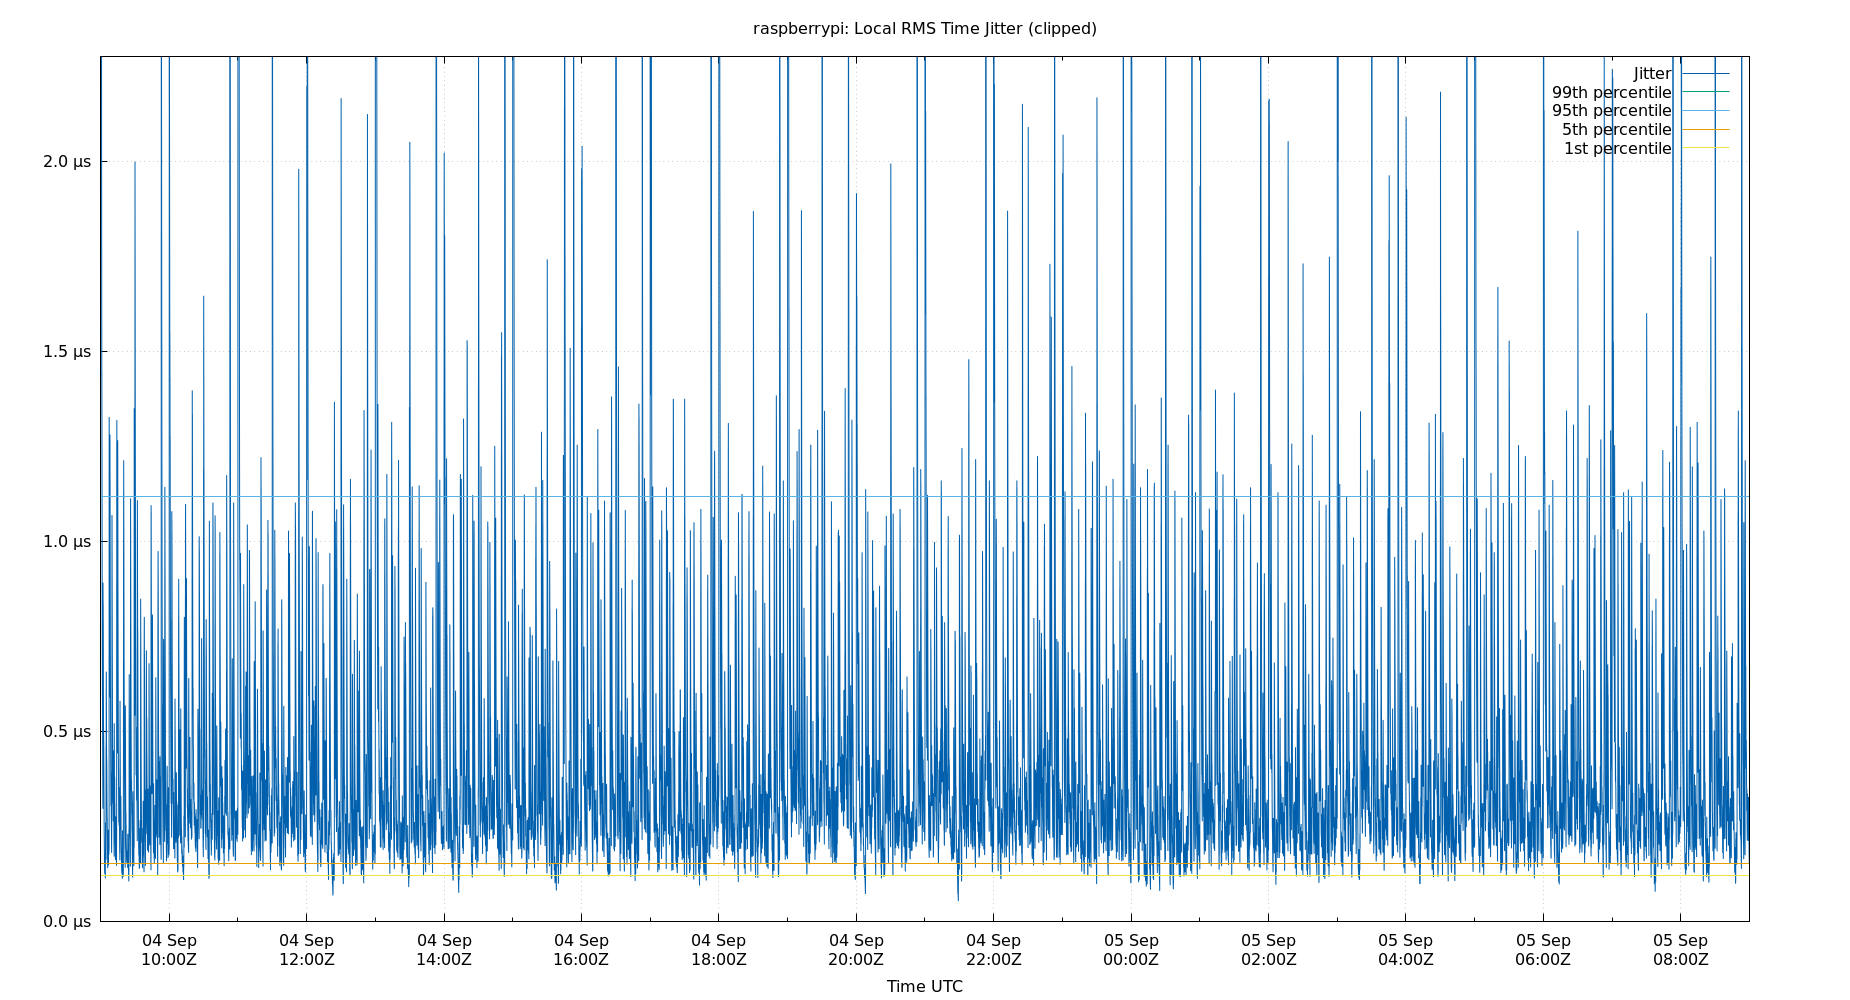 raspberrypi: Local RMS Time Jitter (clipped)
Jitter
99th percentile
95th percentile
5th percentile
1st percentile
2.0 µs
1.5 µs
1.0 µs
0.5 µs
0.0 µs
04 Sep 04 Sep 04 Sep 04 Sep 04 Sep 04 Sep 04 Sep 05 Sep 05 Sep 05 Sep 05 Sep 05 Sep
10:00Z 12:00Z 14:00Z 16:00Z 18:00Z 20:00Z 22:00Z 00:00Z 02:00Z 04:00Z 06:00Z 08:00Z
Time UTC